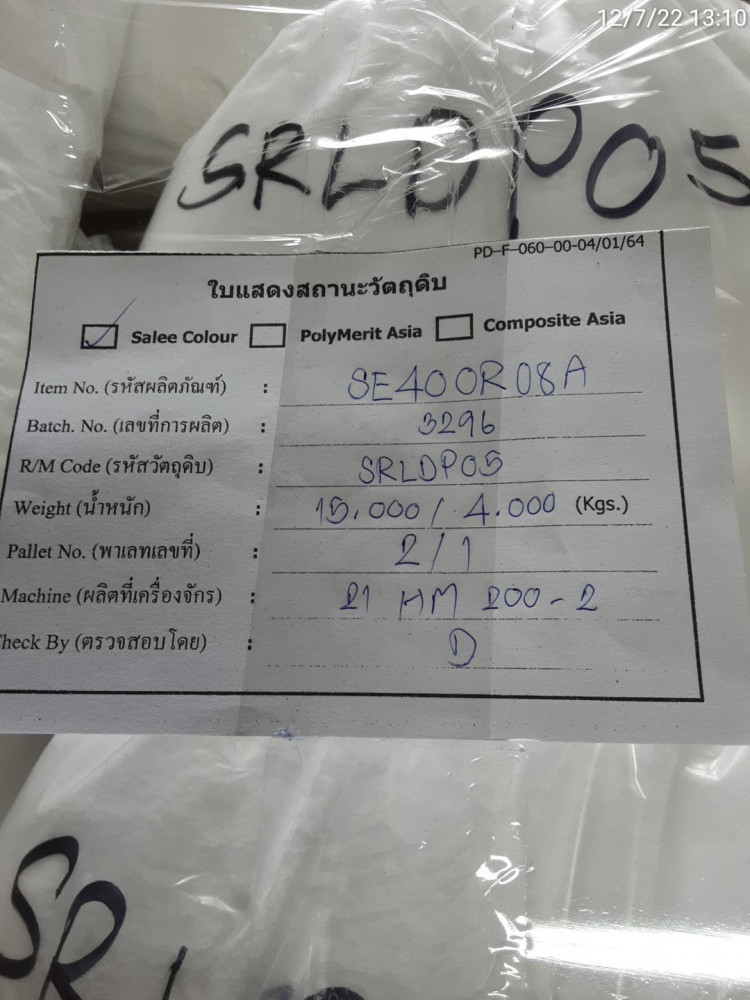 12/7/22 13:10
SRLDP05
PD-F-060-00-04/01/64
ใบแสดงสถานะวัตถุดิบ
Salee Colour PolyMerit Asia Composite Asia
Item No. (รหัสผลิตภัณฑ์) : SE400R08A
Batch. No. (เลขที่การผลิต) : 3296
R/M Code (รหัสวัตถุดิบ) : SRLDP05
Weight (น้ำหนัก) : 15.000 / 4.000 (Kgs.)
Pallet No. (พาเลทเลขที่) : 2/1
Machine (ผลิตที่เครื่องจักร) : 21 HM 200-2
heck By (ตรวจสอบโดย) : D
SRL